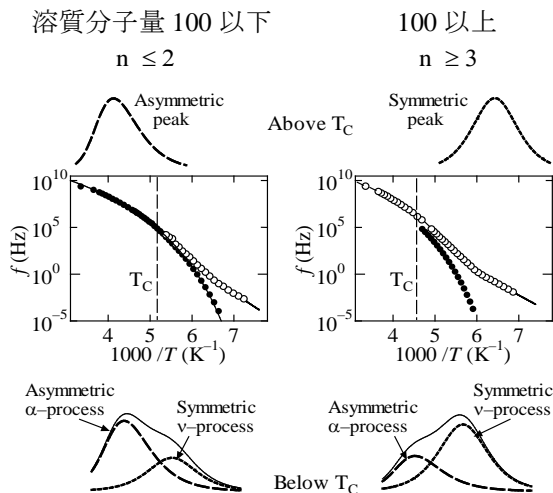 溶質分子量 100 以下
100 以上
n ≤ 2
n ≥ 3
Asymmetric
peak
Above T_C
Symmetric
peak
10^10
10^5
10^0
10^-5
f (Hz)
T_C
5
6
7
4
1000 /T (K^-1)
10^10
10^5
10^0
10^-5
f (Hz)
T_C
4
5
6
7
1000 /T (K^-1)
Asymmetric
α–process
Symmetric
ν–process
Asymmetric
α–process
Symmetric
ν–process
Below T_C